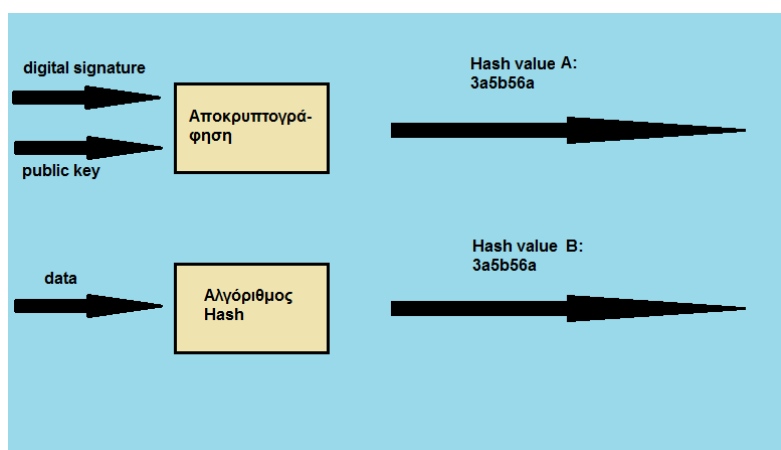 digital signature
Αποκρυπτογρά-
φηση
public key
Hash value A:
3a5b56a
data
Αλγόριθμος
Hash
Hash value B:
3a5b56a